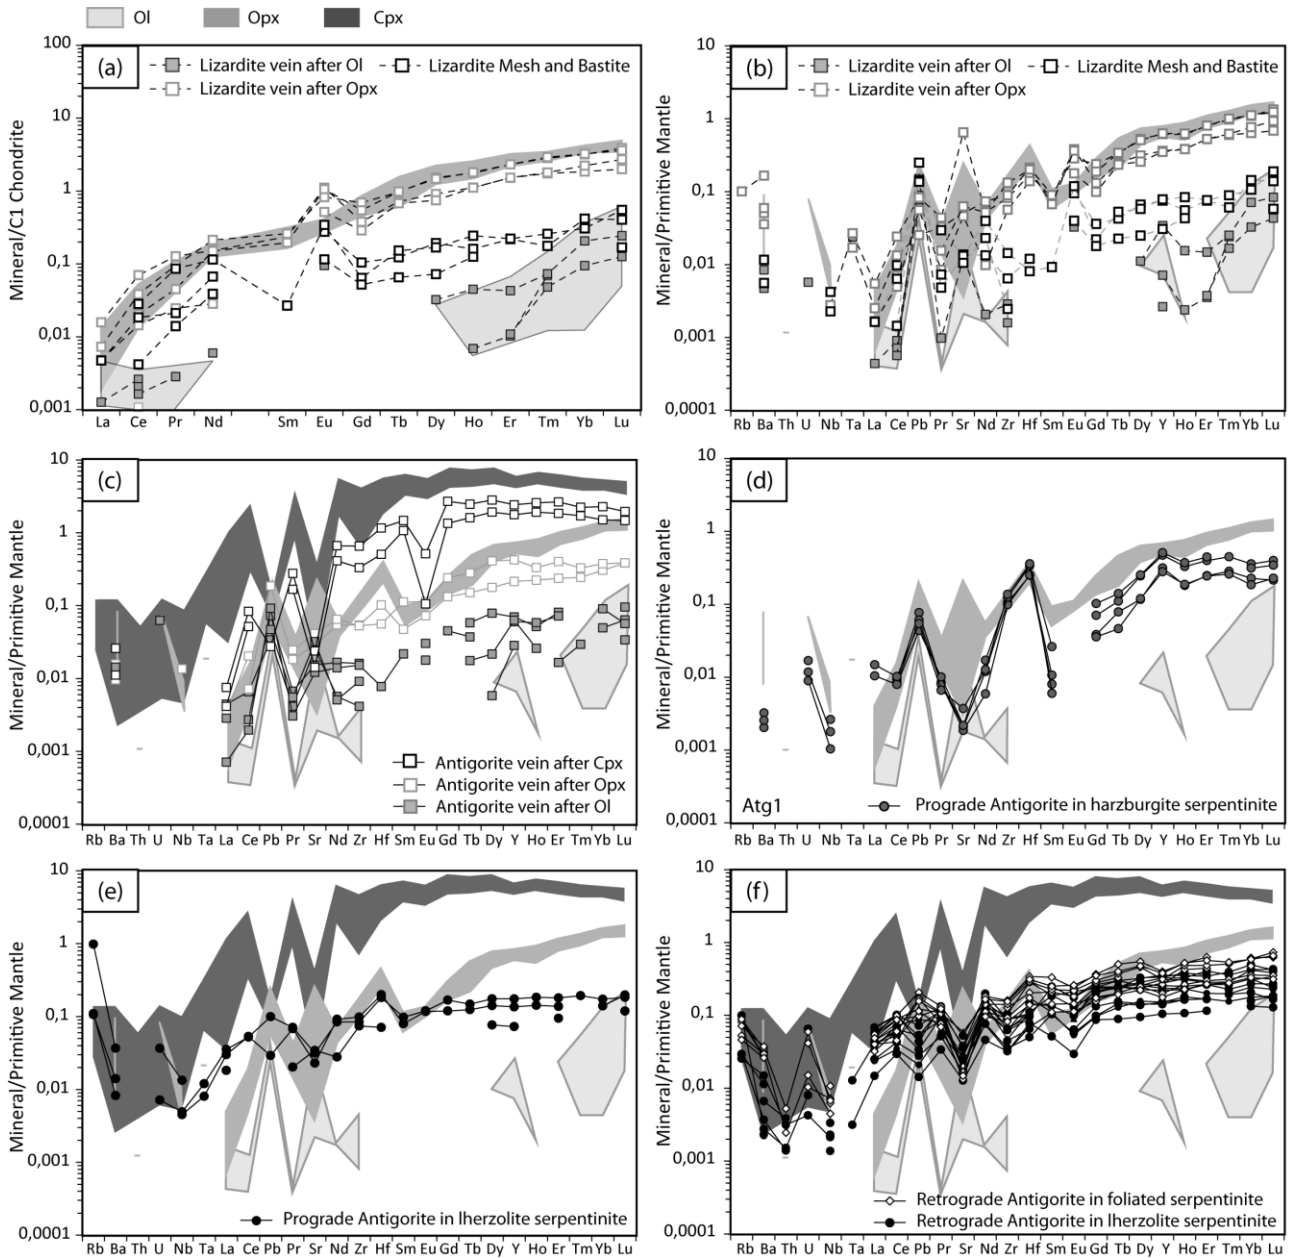 Ol Opx Cpx
(a)
Lizardite vein after Ol
Lizardite Mesh and Bastite
Lizardite vein after Opx
Mineral/C1 Chondrite
100
10
1
0,1
0,01
0,001
La Ce Pr Nd Sm Eu Gd Tb Dy Ho Er Tm Yb Lu
(b)
Lizardite vein after Ol
Lizardite Mesh and Bastite
Lizardite vein after Opx
Mineral/Primitive Mantle
10
1
0,1
0,01
0,001
0,0001
Rb Ba Th U Nb Ta La Ce Pb Pr Sr Nd Zr Hf Sm Eu Gd Tb Dy Y Ho Er Tm Yb Lu
(c)
Mineral/Primitive Mantle
10
1
0,1
0,01
0,001
0,0001
Antigorite vein after Cpx
Antigorite vein after Opx
Antigorite vein after Ol
Rb Ba Th U Nb Ta La Ce Pb Pr Sr Nd Zr Hf Sm Eu Gd Tb Dy Y Ho Er Tm Yb Lu
(d)
Mineral/Primitive Mantle
10
1
0,1
0,01
0,001
0,0001
Atg1
Prograde Antigorite in harzburgite serpentinite
Rb Ba Th U Nb Ta La Ce Pb Pr Sr Nd Zr Hf Sm Eu Gd Tb Dy Y Ho Er Tm Yb Lu
(e)
Mineral/Primitive Mantle
10
1
0,1
0,01
0,001
0,0001
Prograde Antigorite in lherzolite serpentinite
Rb Ba Th U Nb Ta La Ce Pb Pr Sr Nd Zr Hf Sm Eu Gd Tb Dy Y Ho Er Tm Yb Lu
(f)
Mineral/Primitive Mantle
10
1
0,1
0,01
0,001
0,0001
Retrograde Antigorite in foliated serpentinite
Retrograde Antigorite in lherzolite serpentinite
Rb Ba Th U Nb Ta La Ce Pb Pr Sr Nd Zr Hf Sm Eu Gd Tb Dy Y Ho Er Tm Yb Lu